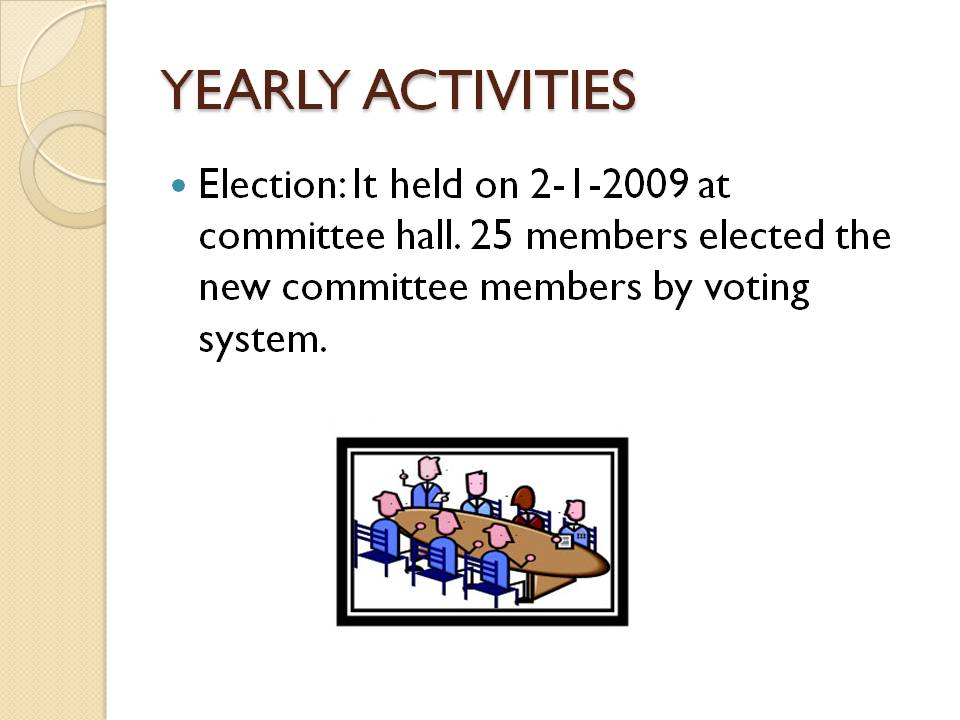 YEARLY ACTIVITIES
Election: It held on 2-1-2009 at
committee hall. 25 members elected the
new committee members by voting
system.